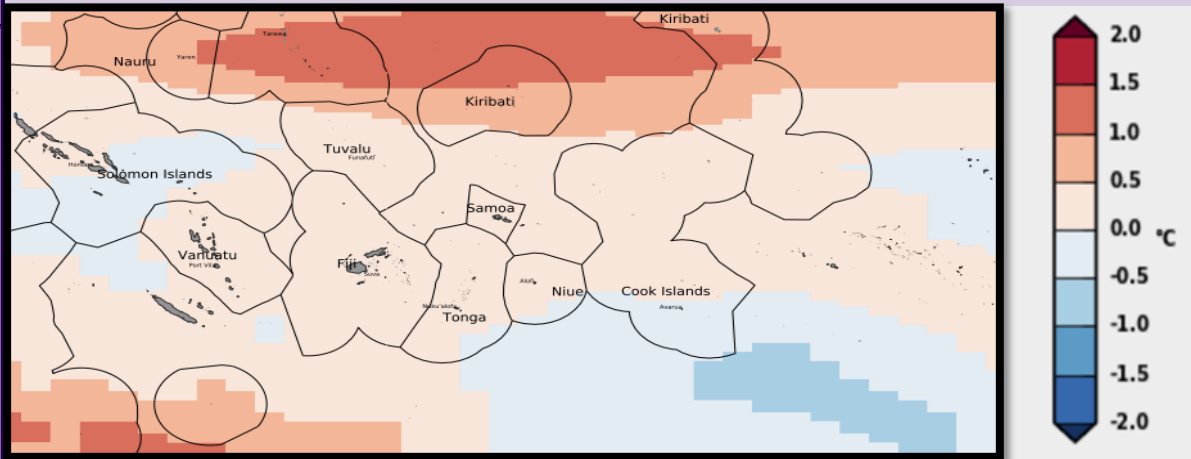 Kiribati
Tarawa
Nauru
Yaren
Kiribati
Tuvalu
Funafuti
Solomon Islands
Samoa
Vanuatu
Port Vila
Fiji
Suva
Alofi
Niue
Cook Islands
Avarua
Nuku'alofa
Tonga
2.0
1.5
1.0
0.5
0.0
-0.5
-1.0
-1.5
-2.0
°C